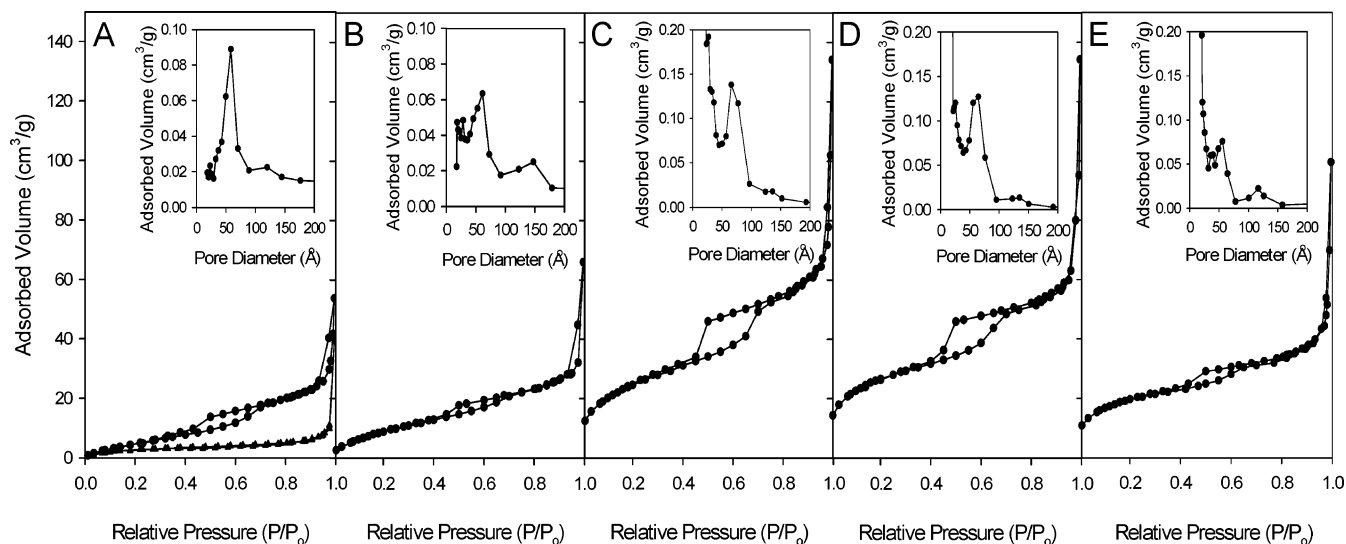 A
B
C
D
E
Adsorbed Volume (cm³/g)
140
120
100
80
60
40
20
0
Adsorbed Volume (cm³/g)
0.10
0.08
0.06
0.04
0.02
0.00
0 50 100 150 200
Pore Diameter (Å)
Adsorbed Volume (cm³/g)
0.10
0.08
0.06
0.04
0.02
0.00
0 50 100 150 200
Pore Diameter (Å)
Adsorbed Volume (cm³/g)
0.20
0.15
0.10
0.05
0.00
0 50 100 150 200
Pore Diameter (Å)
Adsorbed Volume (cm³/g)
0.20
0.15
0.10
0.05
0.00
0 50 100 150 200
Pore Diameter (Å)
Adsorbed Volume (cm³/g)
0.20
0.15
0.10
0.05
0.00
0 50 100 150 200
Pore Diameter (Å)
0.0 0.2 0.4 0.6 0.8 1.0 0.2 0.4 0.6 0.8 1.0 0.2 0.4 0.6 0.8 1.0 0.2 0.4 0.6 0.8 1.0 0.2 0.4 0.6 0.8 1.0
Relative Pressure (P/Pₒ)
Relative Pressure (P/Pₒ)
Relative Pressure (P/Pₒ)
Relative Pressure (P/Pₒ)
Relative Pressure (P/Pₒ)